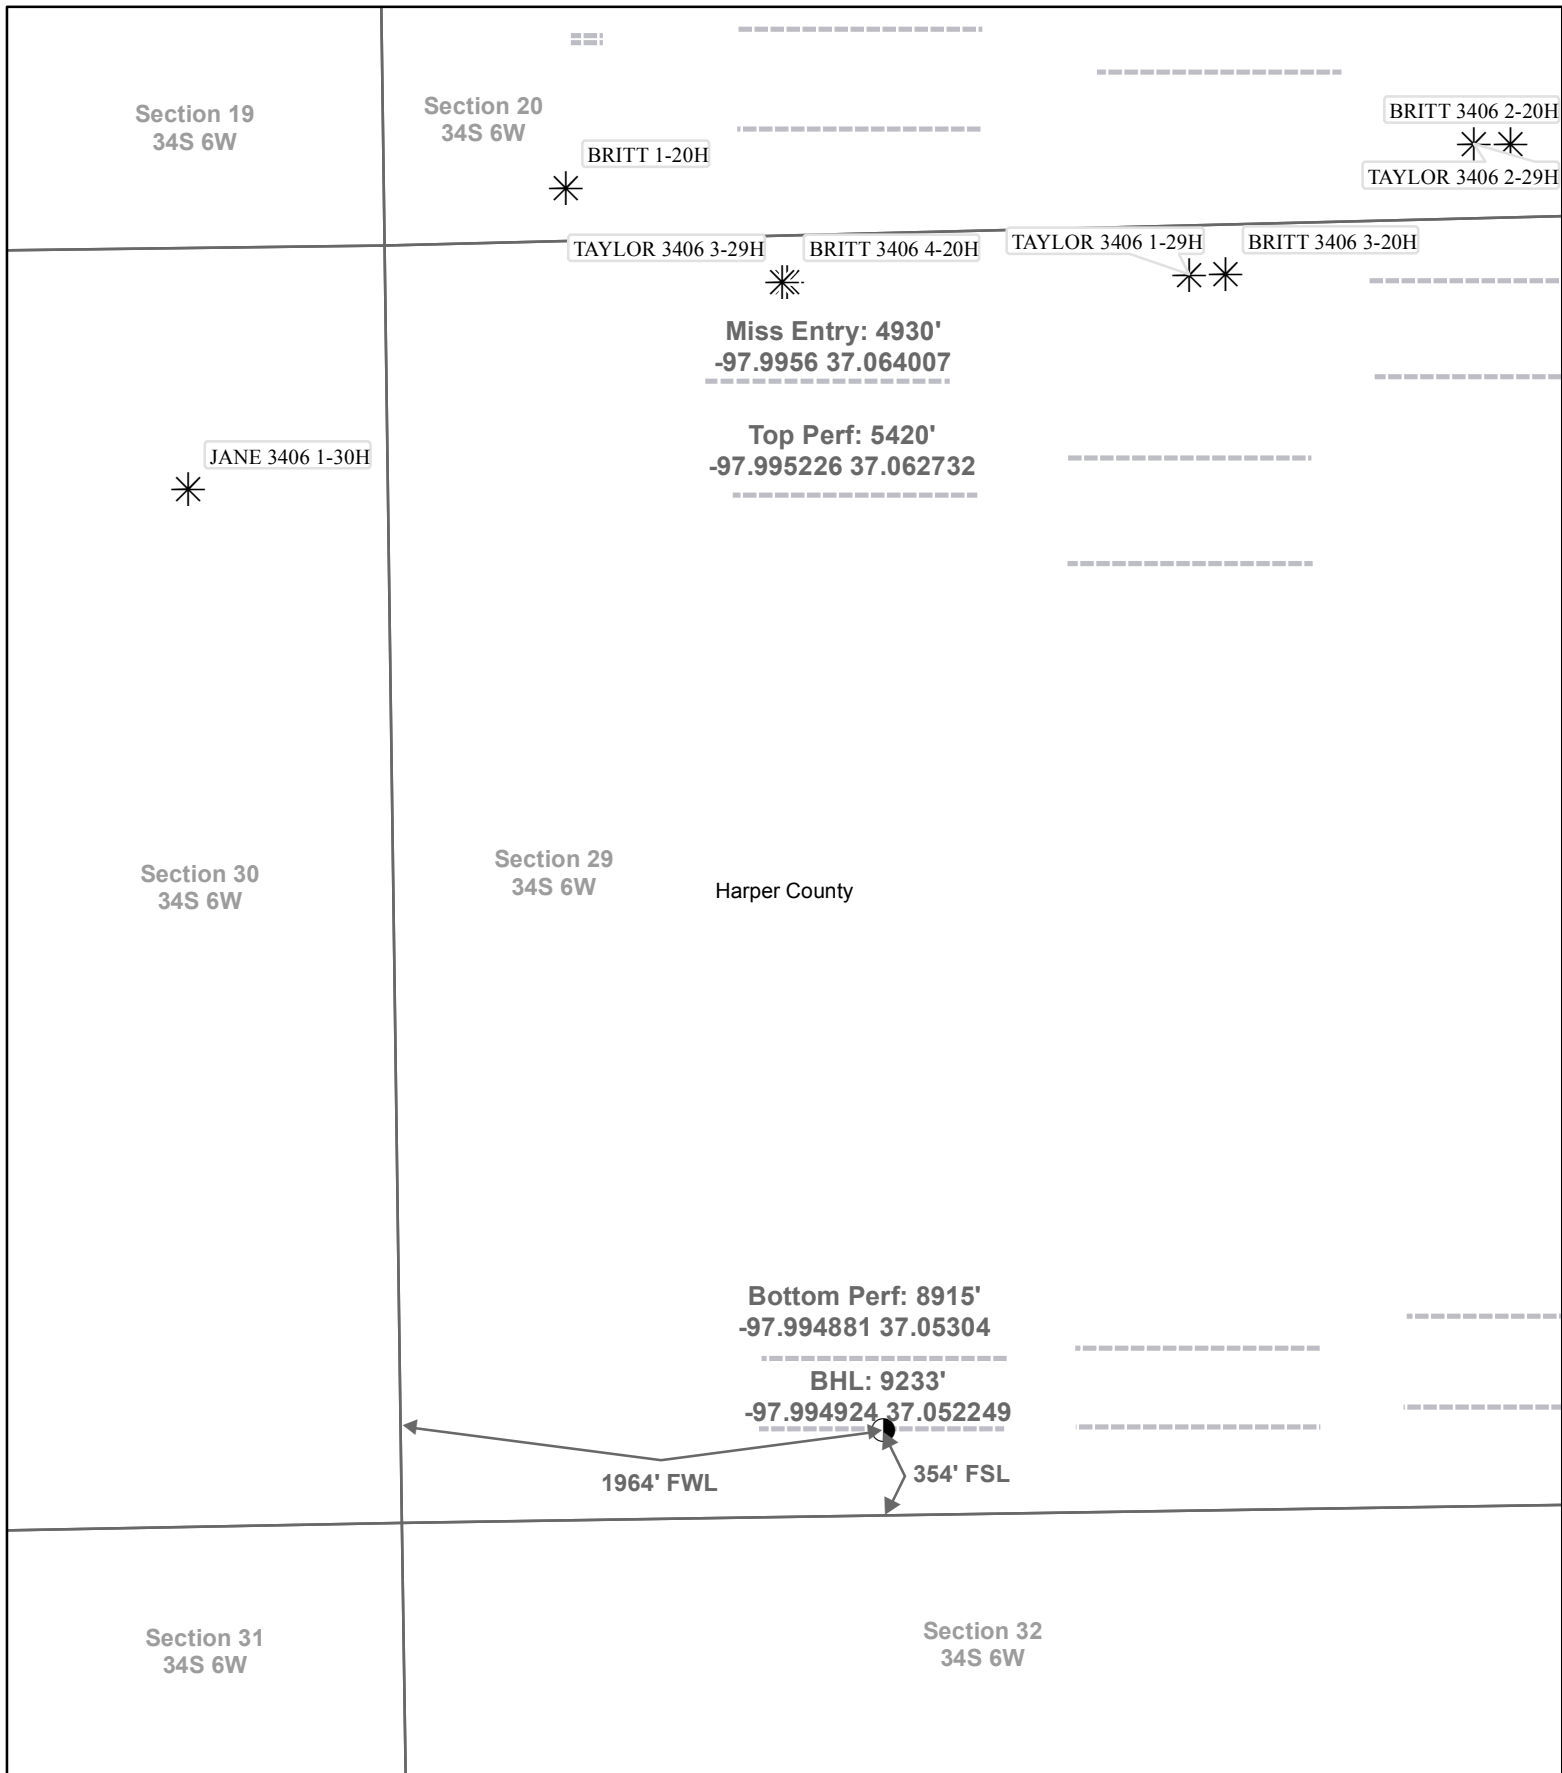 Section 19
34S 6W
Section 20
34S 6W
BRITT 1-20H
BRITT 3406 2-20H
TAYLOR 3406 2-29H
TAYLOR 3406 3-29H
BRITT 3406 4-20H
TAYLOR 3406 1-29H
BRITT 3406 3-20H
Miss Entry: 4930'
-97.9956 37.064007
Top Perf: 5420'
-97.995226 37.062732
JANE 3406 1-30H
Section 30
34S 6W
Section 29
34S 6W
Harper County
Bottom Perf: 8915'
-97.994881 37.05304
BHL: 9233'
-97.994924 37.052249
1964' FWL
354' FSL
Section 31
34S 6W
Section 32
34S 6W